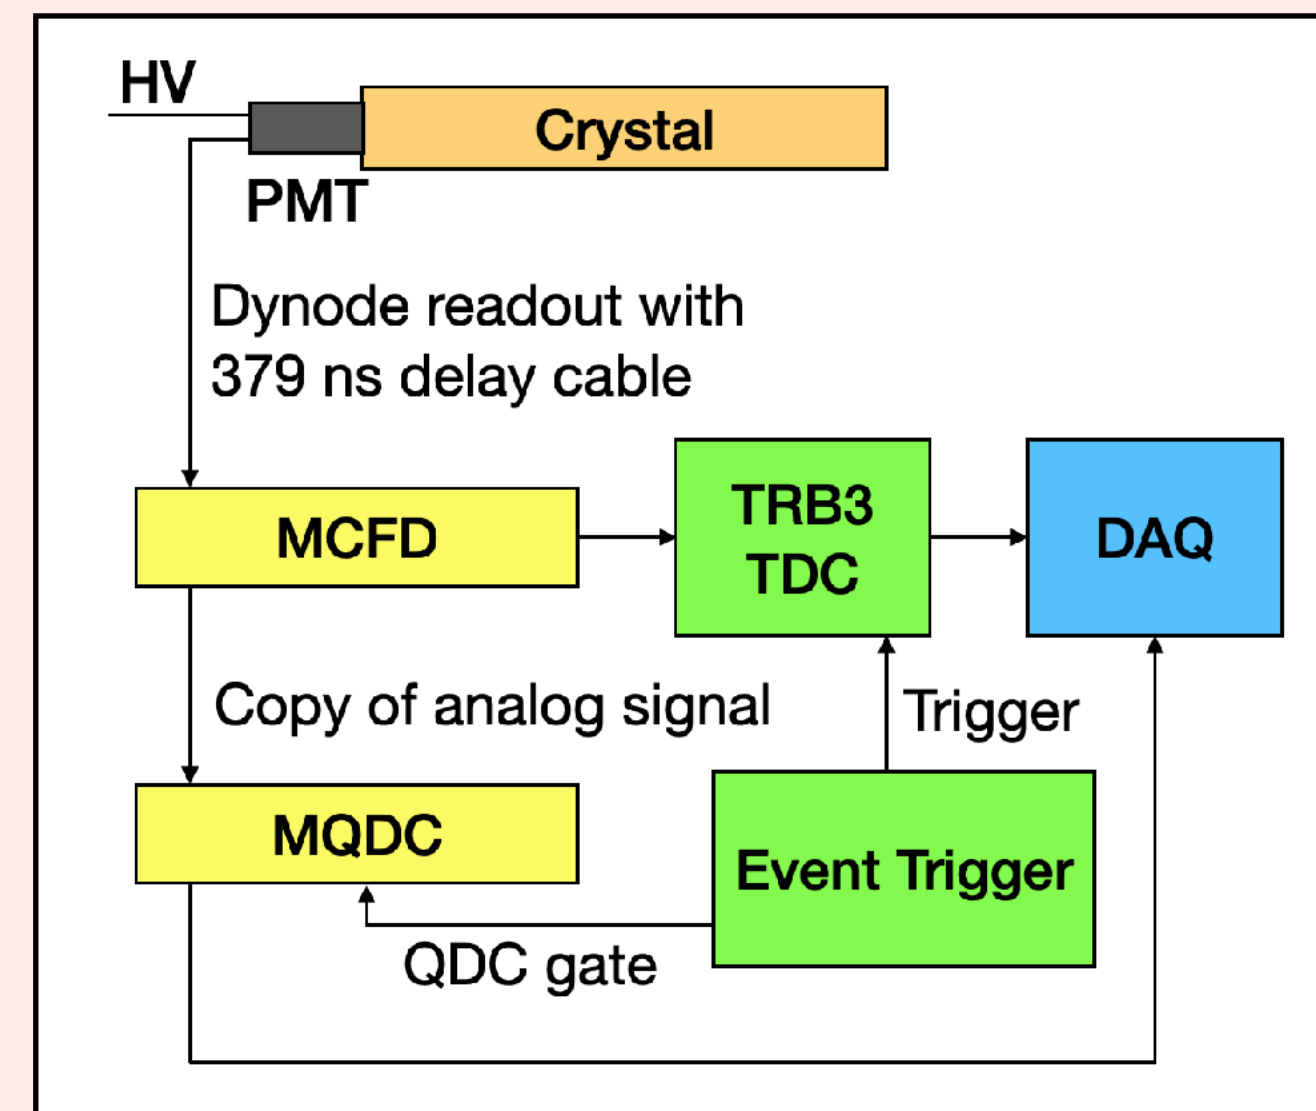 HV
Crystal
PMT
Dynode readout with
379 ns delay cable
MCFD
TRB3
TDC
DAQ
Copy of analog signal
Trigger
MQDC
Event Trigger
QDC gate